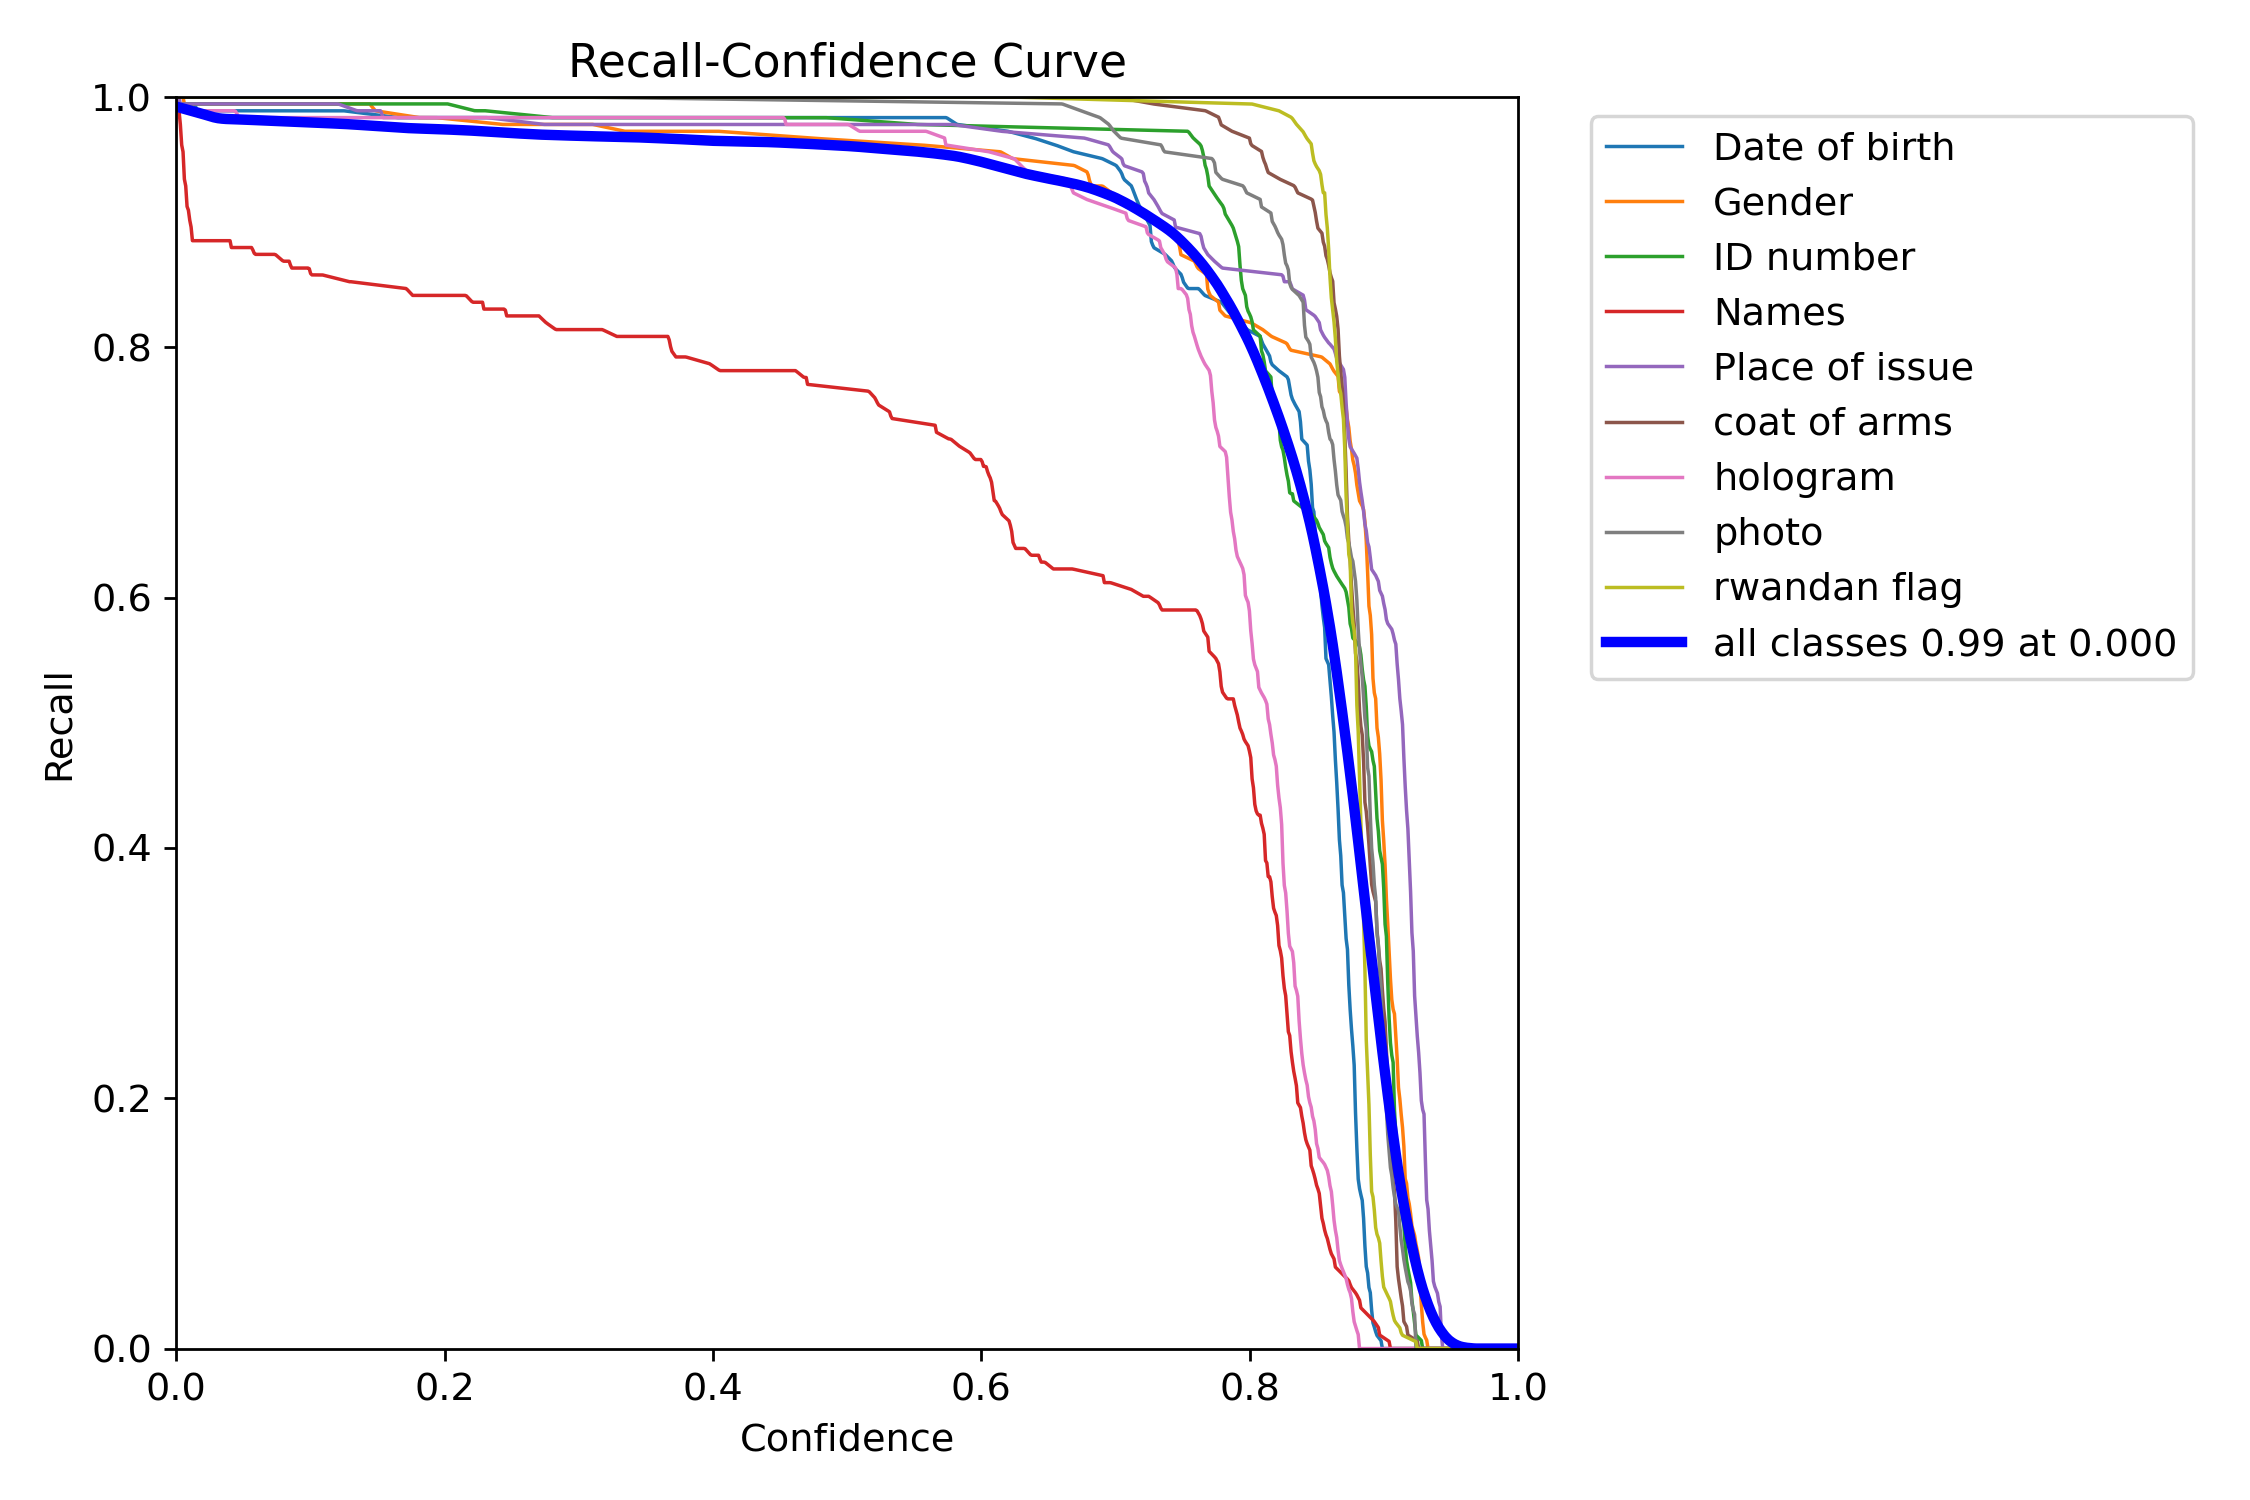 Recall-Confidence Curve
1.0
0.8
0.6
0.4
0.2
0.0
Recall
0.0 0.2 0.4 0.6 0.8 1.0
Confidence
Date of birth
Gender
ID number
Names
Place of issue
coat of arms
hologram
photo
rwandan flag
all classes 0.99 at 0.000